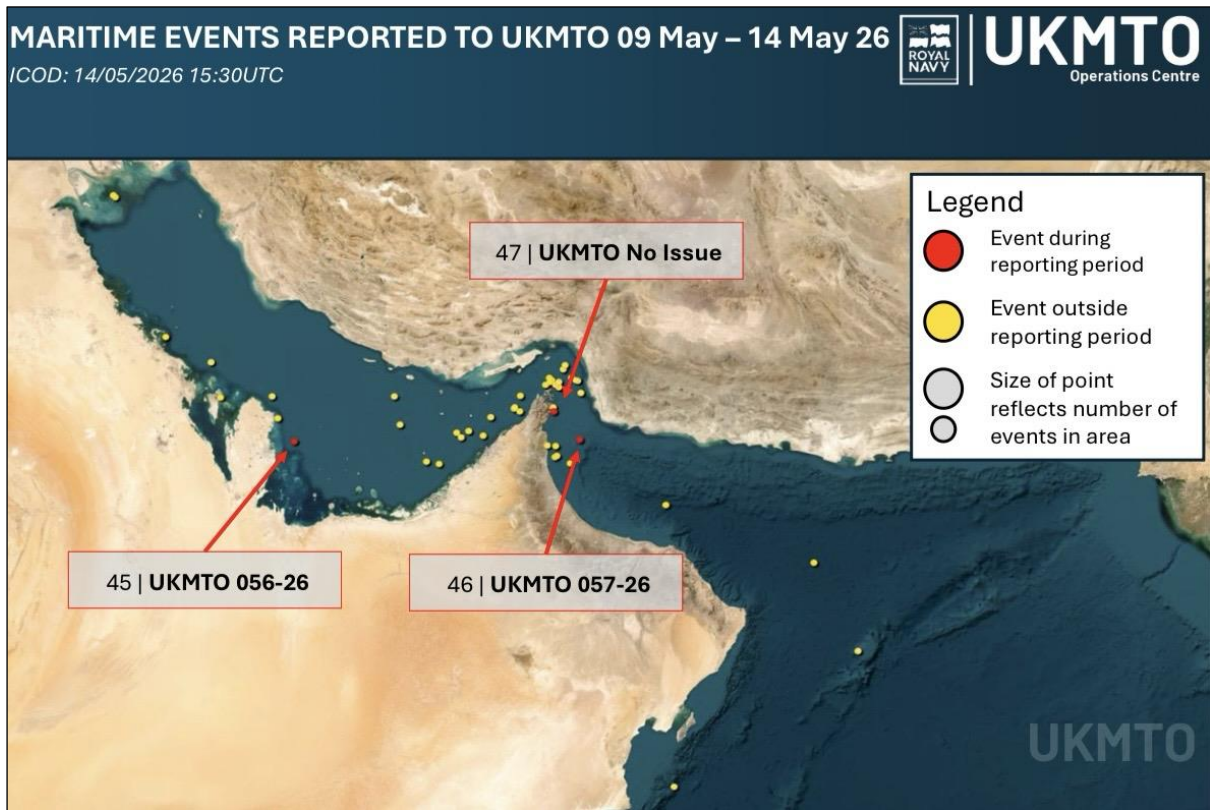 MARITIME EVENTS REPORTED TO UKMTO 09 May – 14 May 26
ICOD: 14/05/2026 15:30UTC
ROYAL
NAVY
UKMTO
Operations Centre
Legend
Event during
reporting period
Event outside
reporting period
Size of point
reflects number of
events in area
47 | UKMTO No Issue
45 | UKMTO 056-26
46 | UKMTO 057-26
UKMTO